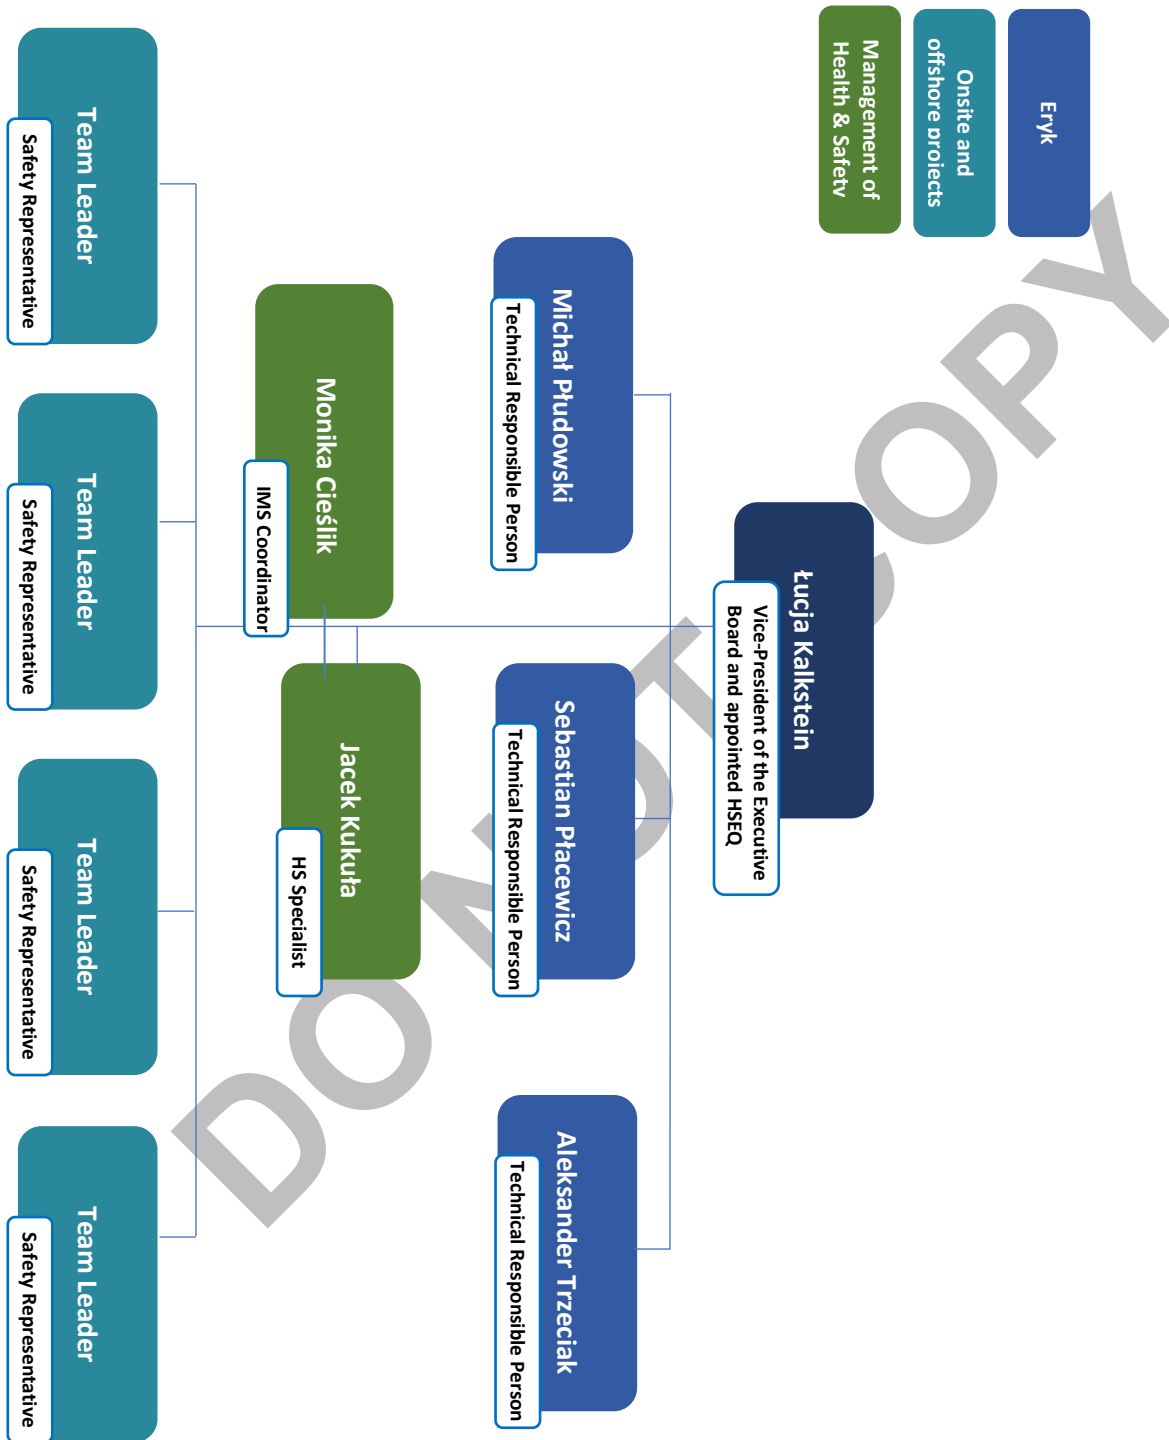 Eryk
Onsite and
offshore projects
Management of
Health & Safety
Łucja Kalkstein
Vice-President of the Executive
Board and appointed HSEQ
Michał Płudowski
Technical Responsible Person
Sebastian Płacewicz
Technical Responsible Person
Aleksander Trzeciak
Technical Responsible Person
Monika Cieślik
IMS Coordinator
Jacek Kukuła
HS Specialist
Team Leader
Safety Representative
Team Leader
Safety Representative
Team Leader
Safety Representative
Team Leader
Safety Representative
DO NOT COPY